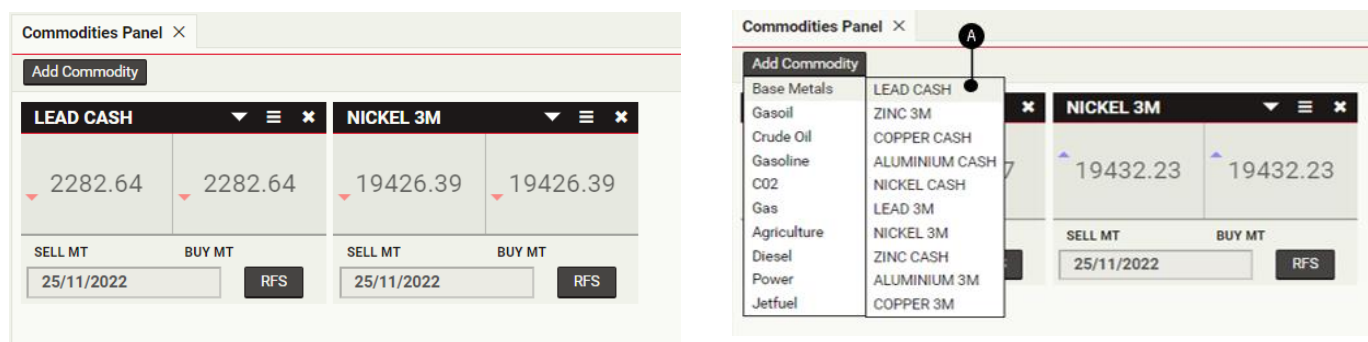 Commodities Panel
Add Commodity
LEAD CASH NICKEL 3M
2282.64 2282.64 19426.39 19426.39
SELL MT BUY MT SELL MT BUY MT
25/11/2022 RFS 25/11/2022 RFS
Commodities Panel
A
Add Commodity
Base Metals LEAD CASH
Gasoil ZINC 3M NICKEL 3M
Crude Oil COPPER CASH
Gasoline ALUMINIUM CASH 7 19432.23 19432.23
C02 NICKEL CASH
Gas LEAD 3M
Agriculture NICKEL 3M SELL MT BUY MT
Diesel ZINC CASH 25/11/2022 RFS
Power ALUMINIUM 3M
Jetfuel COPPER 3M